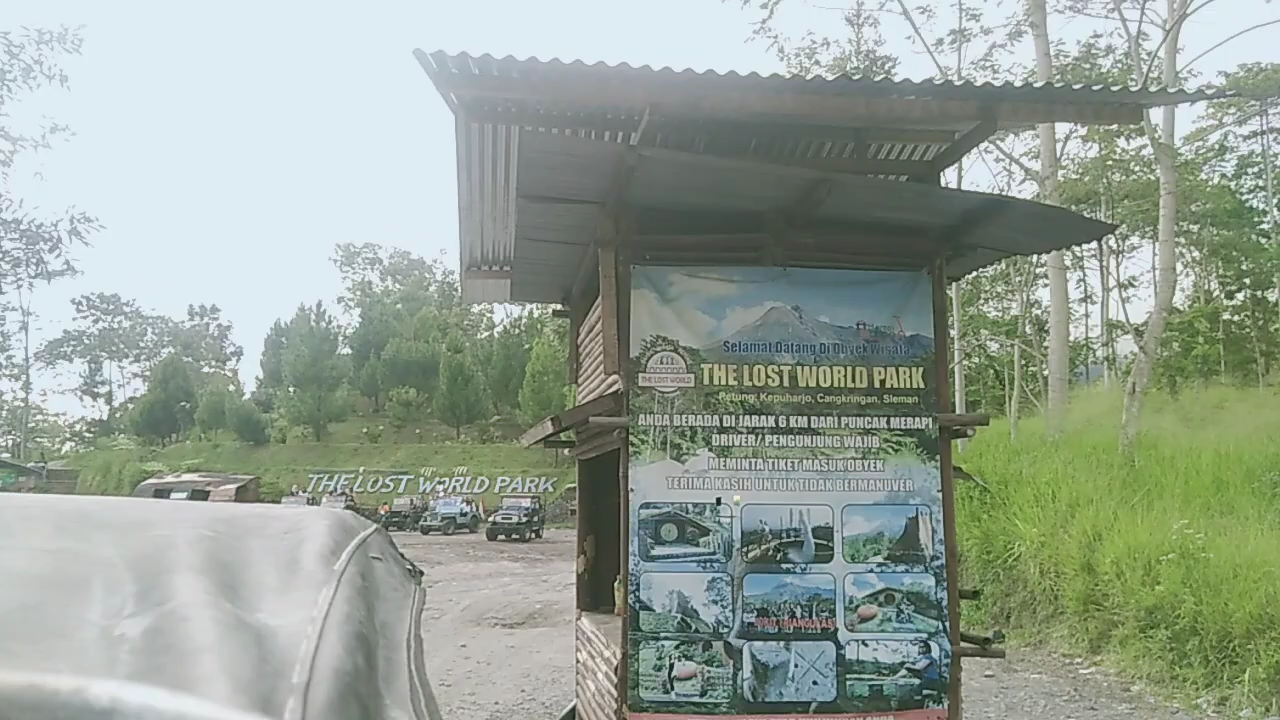 Selamat Datang Di Obyek Wisata
THE LOST WORLD PARK
THE LOST WORLD
Petung, Kepuharjo, Cangkringan, Sleman
ANDA BERADA DI JARAK 6 KM DARI PUNCAK MERAPI
DRIVER/ PENGUNJUNG WAJIB
MEMINTA TIKET MASUK OBYEK
TERIMA KASIH UNTUK TIDAK BERMANUVER
THE LOST WORLD PARK